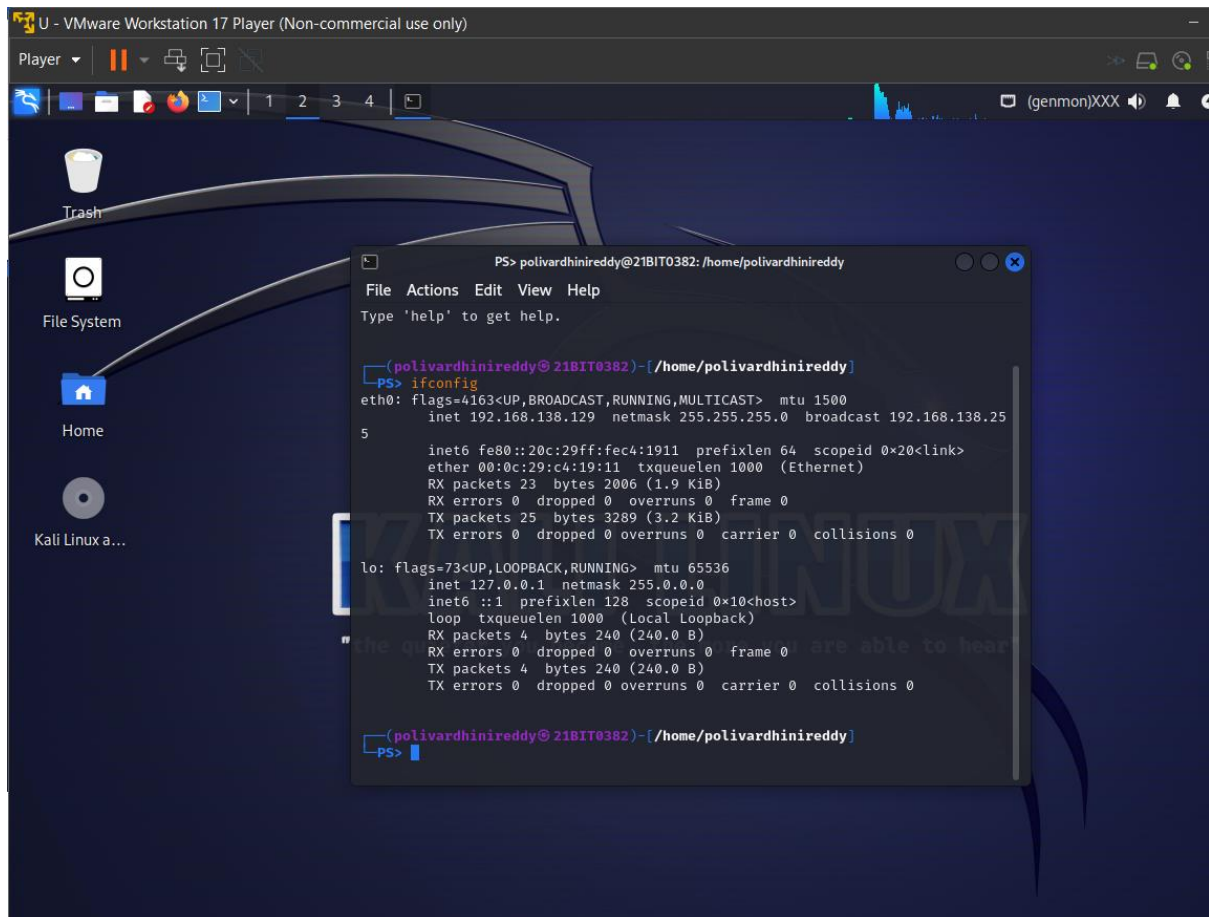 U - VMware Workstation 17 Player (Non-commercial use only)
Player
1 2 3 4
(genmon)XXX
Trash
File System
Home
Kali Linux a...
PS> polivardhinireddy@21BIT0382: /home/polivardhinireddy
File Actions Edit View Help
Type 'help' to get help.
┌──(polivardhinireddy㉿21BIT0382)-[/home/polivardhinireddy]
└─PS> ifconfig
eth0: flags=4163<UP,BROADCAST,RUNNING,MULTICAST>  mtu 1500
        inet 192.168.138.129  netmask 255.255.255.0  broadcast 192.168.138.25
5
        inet6 fe80::20c:29ff:fec4:1911  prefixlen 64  scopeid 0×20<link>
        ether 00:0c:29:c4:19:11  txqueuelen 1000  (Ethernet)
        RX packets 23  bytes 2006 (1.9 KiB)
        RX errors 0  dropped 0  overruns 0  frame 0
        TX packets 25  bytes 3289 (3.2 KiB)
        TX errors 0  dropped 0 overruns 0  carrier 0  collisions 0
lo: flags=73<UP,LOOPBACK,RUNNING>  mtu 65536
        inet 127.0.0.1  netmask 255.0.0.0
        inet6 ::1  prefixlen 128  scopeid 0×10<host>
        loop  txqueuelen 1000  (Local Loopback)
        RX packets 4  bytes 240 (240.0 B)
        RX errors 0  dropped 0  overruns 0  frame 0
        TX packets 4  bytes 240 (240.0 B)
        TX errors 0  dropped 0 overruns 0  carrier 0  collisions 0
┌──(polivardhinireddy㉿21BIT0382)-[/home/polivardhinireddy]
└─PS>
KALI LINUX
"the are able to hear"